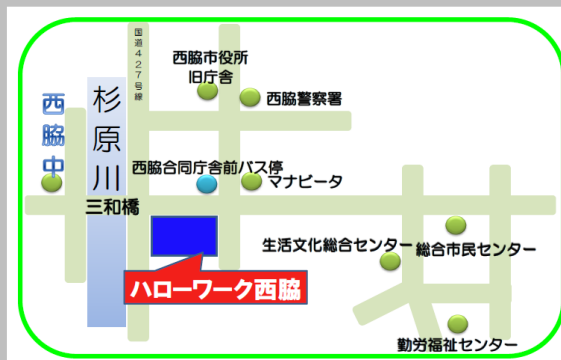 国道427号線
西脇市役所
旧庁舎
西脇警察署
西脇中
杉原川
西脇合同庁舎前バス停
マナビータ
三和橋
生活文化総合センター
総合市民センター
ハローワーク西脇
勤労福祉センター